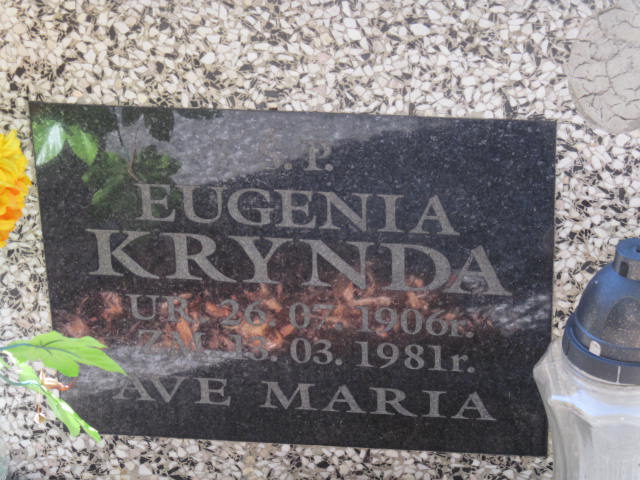 Ś. P.
EUGENIA
KRYNDA
UR. 26. 07. 1906r.
ZM. 13. 03. 1981r.
AVE MARIA